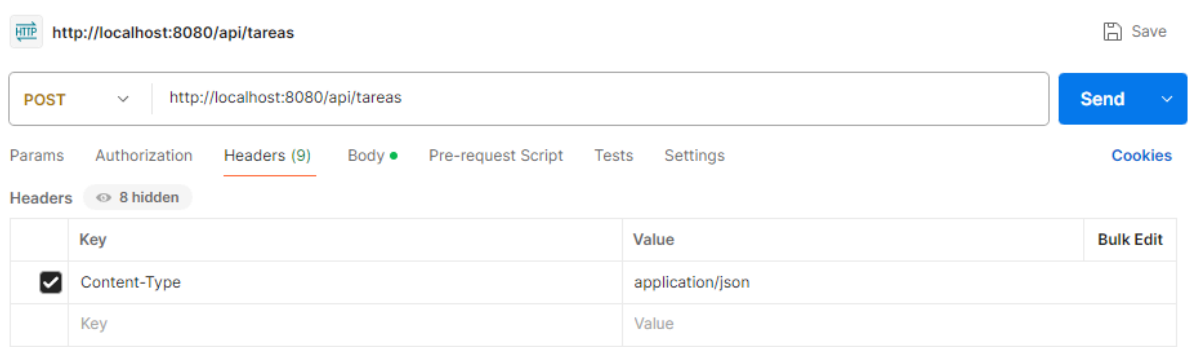 HTTP http://localhost:8080/api/tareas Save
POST http://localhost:8080/api/tareas Send
Params Authorization Headers (9) Body Pre-request Script Tests Settings Cookies
Headers 8 hidden
Key Value Bulk Edit
Content-Type application/json
Key Value